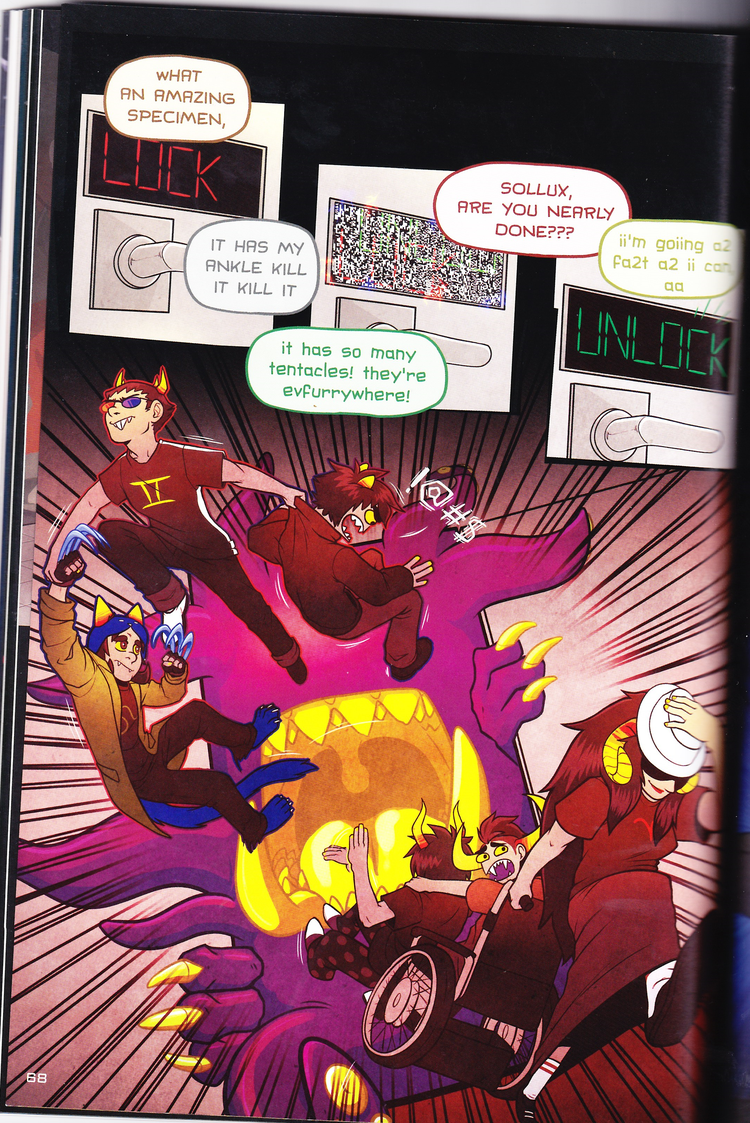 WHAT
AN AMAZING
SPECIMEN,
LOCK
SOLLUX,
ARE YOU NEARLY
DONE???
IT HAS MY
ANKLE KILL
IT KILL IT
ii'm goiing a2
fa2t a2 ii can,
aa
UNLOCK
it has so many
tentacles! they're
evfurrywhere!
!@#$
68